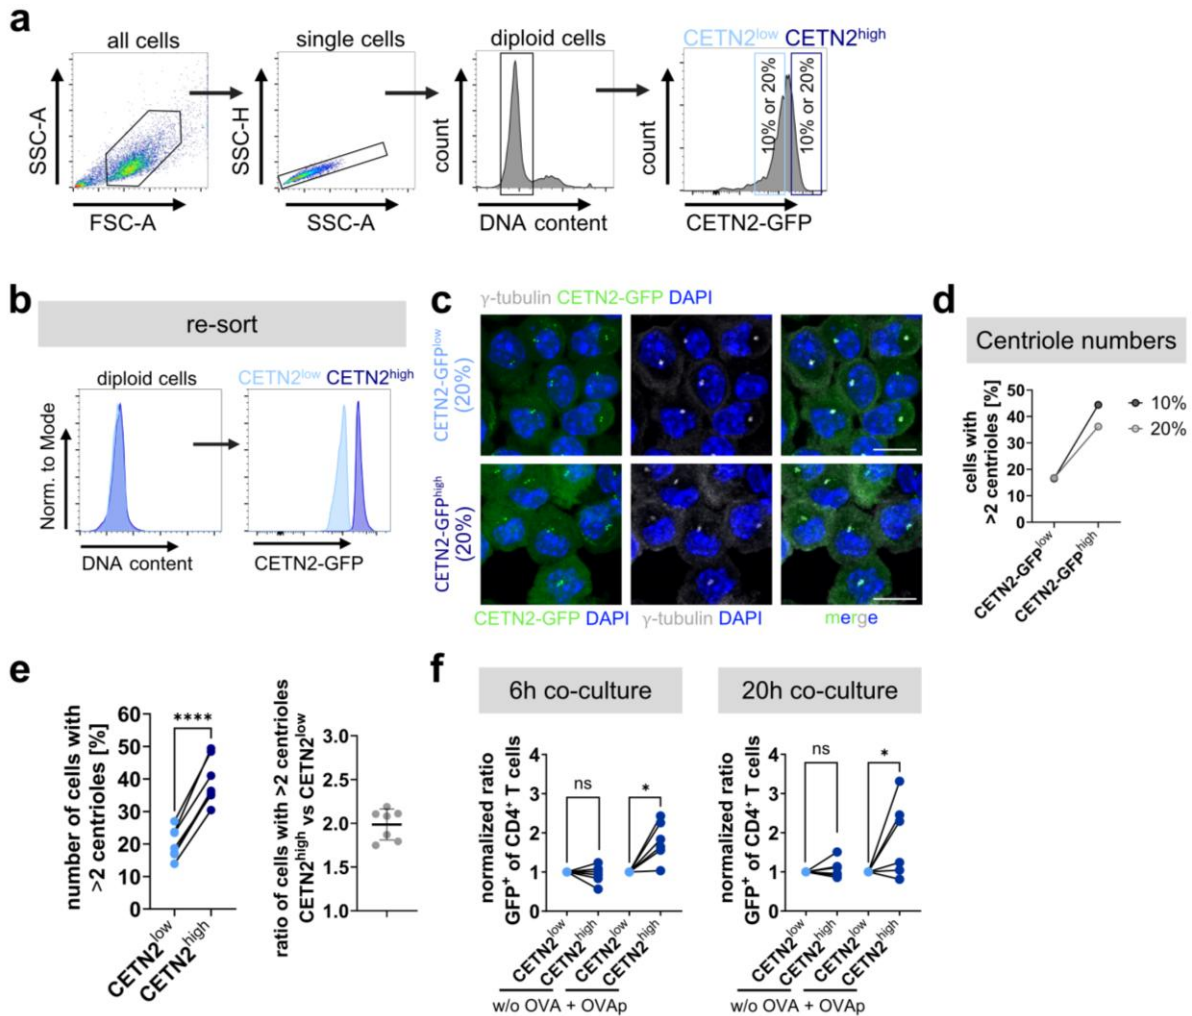 a
all cells
SSC-A
FSC-A
single cells
SSC-H
SSC-A
diploid cells
count
DNA content
CETN2low CETN2high
10% or 20%
10% or 20%
count
CETN2-GFP
b
re-sort
diploid cells
Norm. to Mode
DNA content
CETN2low CETN2high
CETN2-GFP
c
γ-tubulin CETN2-GFP DAPI
CETN2-GFPlow
(20%)
CETN2-GFPhigh
(20%)
CETN2-GFP DAPI
γ-tubulin DAPI
merge
d
Centriole numbers
cells with
>2 centrioles [%]
50
40
30
20
10
0
10%
20%
CETN2-GFPlow
CETN2-GFPhigh
e
number of cells with
>2 centrioles [%]
60
50
40
30
20
10
0
****
CETN2low
CETN2high
ratio of cells with >2 centrioles
CETN2high vs CETN2low
3.0
2.5
2.0
1.5
1.0
f
6h co-culture
normalized ratio
GFP+ of CD4+ T cells
4
3
2
1
0
ns
*
CETN2low
CETN2high
CETN2low
CETN2high
w/o OVA + OVAp
20h co-culture
normalized ratio
GFP+ of CD4+ T cells
4
3
2
1
0
ns
*
CETN2low
CETN2high
CETN2low
CETN2high
w/o OVA + OVAp